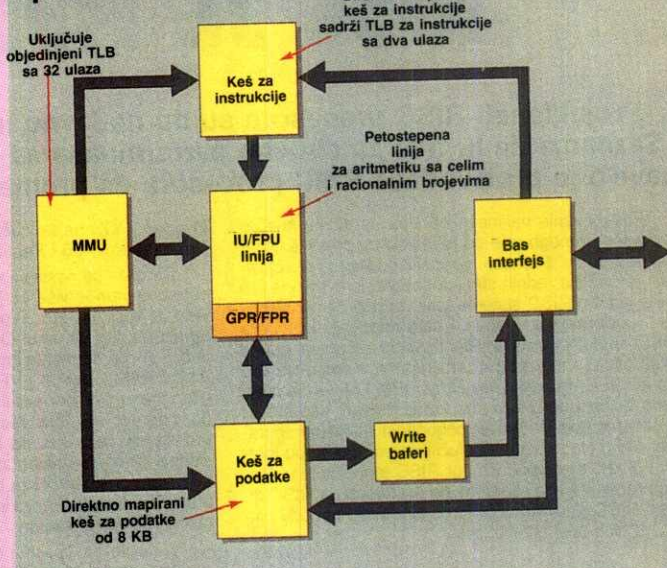 keš za instrukcije
sadrži TLB za instrukcije
sa dva ulaza
Uključuje
objedinjeni TLB
sa 32 ulaza
Keš za
instrukcije
Petostepena
linija
za aritmetiku sa celim
i racionalnim brojevima
MMU
IU/FPU
linija
GPR/FPR
Bas
interfejs
Keš za
podatke
Write
baferi
Direktno mapirani
keš za podatke
od 8 KB